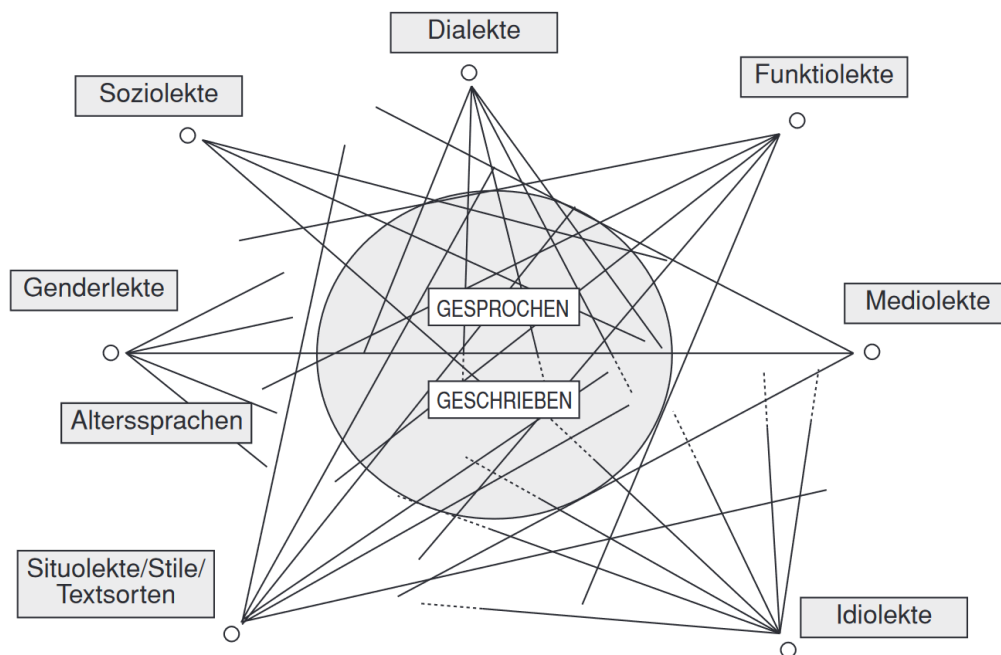 Dialekte
Soziolekte
Funktiolekte
Genderlekte
GESPROCHEN
Mediolekte
GESCHRIEBEN
Alterssprachen
Situolekte/Stile/
Textsorten
Idiolekte